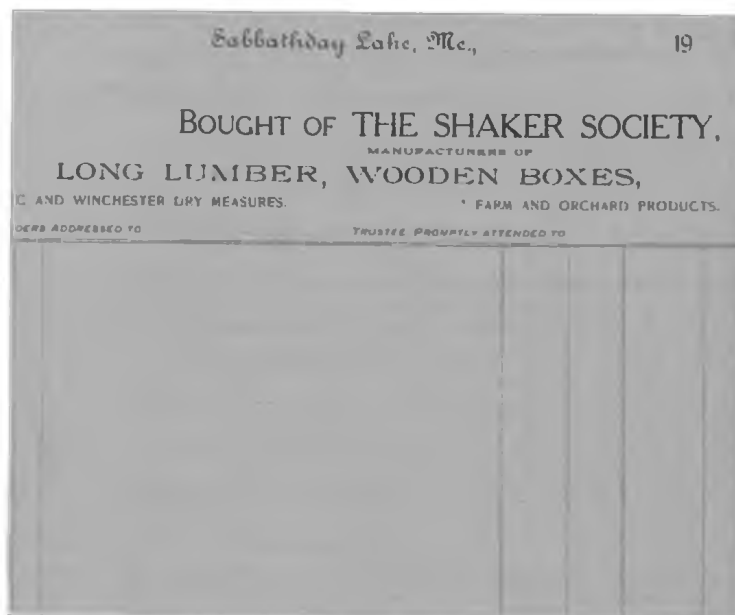 Sabbathday Lake, Me., 19
BOUGHT OF THE SHAKER SOCIETY,
MANUFACTURERS OF
LONG LUMBER, WOODEN BOXES,
C AND WINCHESTER DRY MEASURES. FARM AND ORCHARD PRODUCTS.
DERS ADDRESSED TO TRUSTEE PROMPTLY ATTENDED TO